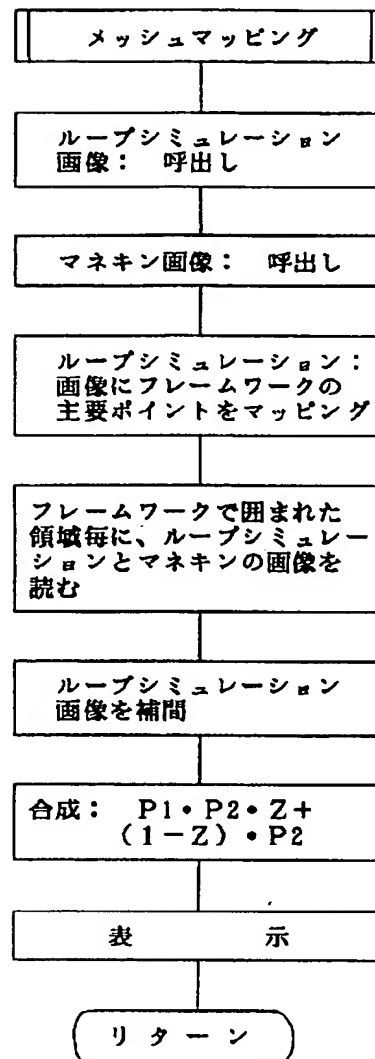 メッシュマッピング
ループシミュレーション
画像： 呼出し
マネキン画像： 呼出し
ループシミュレーション：
画像にフレームワークの
主要ポイントをマッピング
フレームワークで囲まれた
領域毎に、ループシミュレー
ションとマネキンの画像を
読む
ループシミュレーション
画像を補間
合成： P1・P2・Z＋
（1－Z）・P2
表 示
リターン